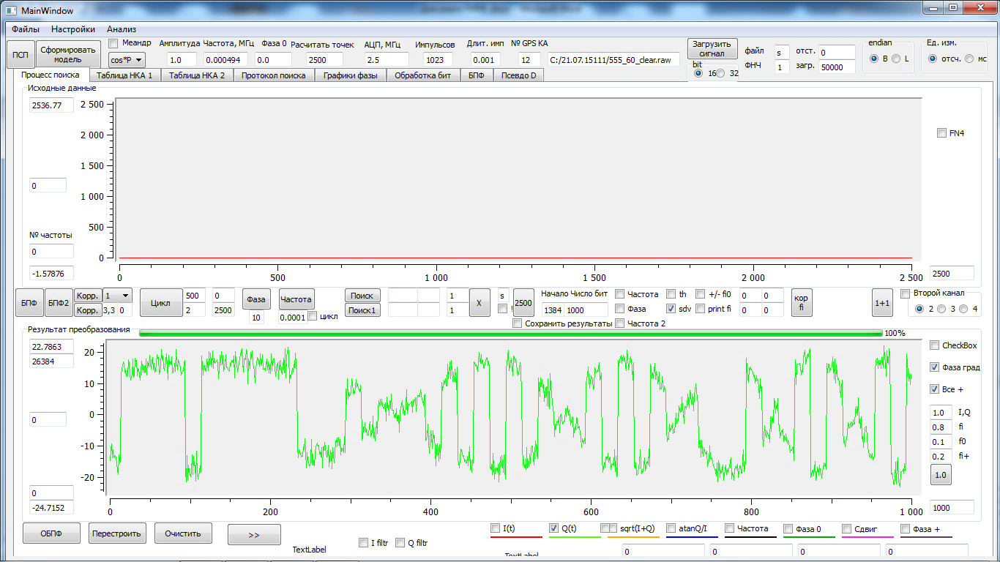 MainWindow
Файлы Настройки Анализ
ПСП
Сформировать модель
Меандр Амплитуда Частота, МГц Фаза 0 Расчитать точек АЦП, МГц Импульсов Длит. имп № GPS КА
cos*P 1.0 0.000494 0.0 2500 2.5 1023 0.001 12 C:/21.07.15111/555_60_clear.raw
Загрузить сигнал
bit
16 32
файл s отст. 0
ФНЧ 1 загр. 50000
endian
B L
Ед. изм.
отсч. мс
Процесс поиска Таблица НКА 1 Таблица НКА 2 Протокол поиска Графики фазы Обработка бит БПФ Псевдо D
Исходные данные
2536.77
0
№ частоты
0
-1.57876
2 500
2 000
1 500
1 000
500
0
0 500 1 000 1 500 2 000 2 500
FN4
2500
БПФ БПФ2
Корр. 1
Корр. 3,3 0
Цикл
500 0
2 2500
Фаза
10
Частота
0.0001 цикл
Поиск
Поиск1
1
1
X
s
!
2500
Начало Число бит
1384 1000
Сохранить результаты
Частота th +/- fi0 0 0
Фаза sdv print fi 0 0
Частота 2
кор fi
1+1
Второй канал
2 3 4
Результат преобразования
100%
22.7863
26384
0
0
-24.7152
20
10
0
-10
-20
0 200 400 600 800 1 000
CheckBox
Фаза град
Все +
1.0 I,Q
0.8 fi
0.1 f0
0.2 fi+
1.0
1000
ОБПФ Перестроить Очистить >>
TextLabel
I filtr Q filtr
I(t) Q(t) sqrt(I+Q) atanQ/I Частота Фаза 0 Сдвиг Фаза +
TextLabel
0 0 0 0